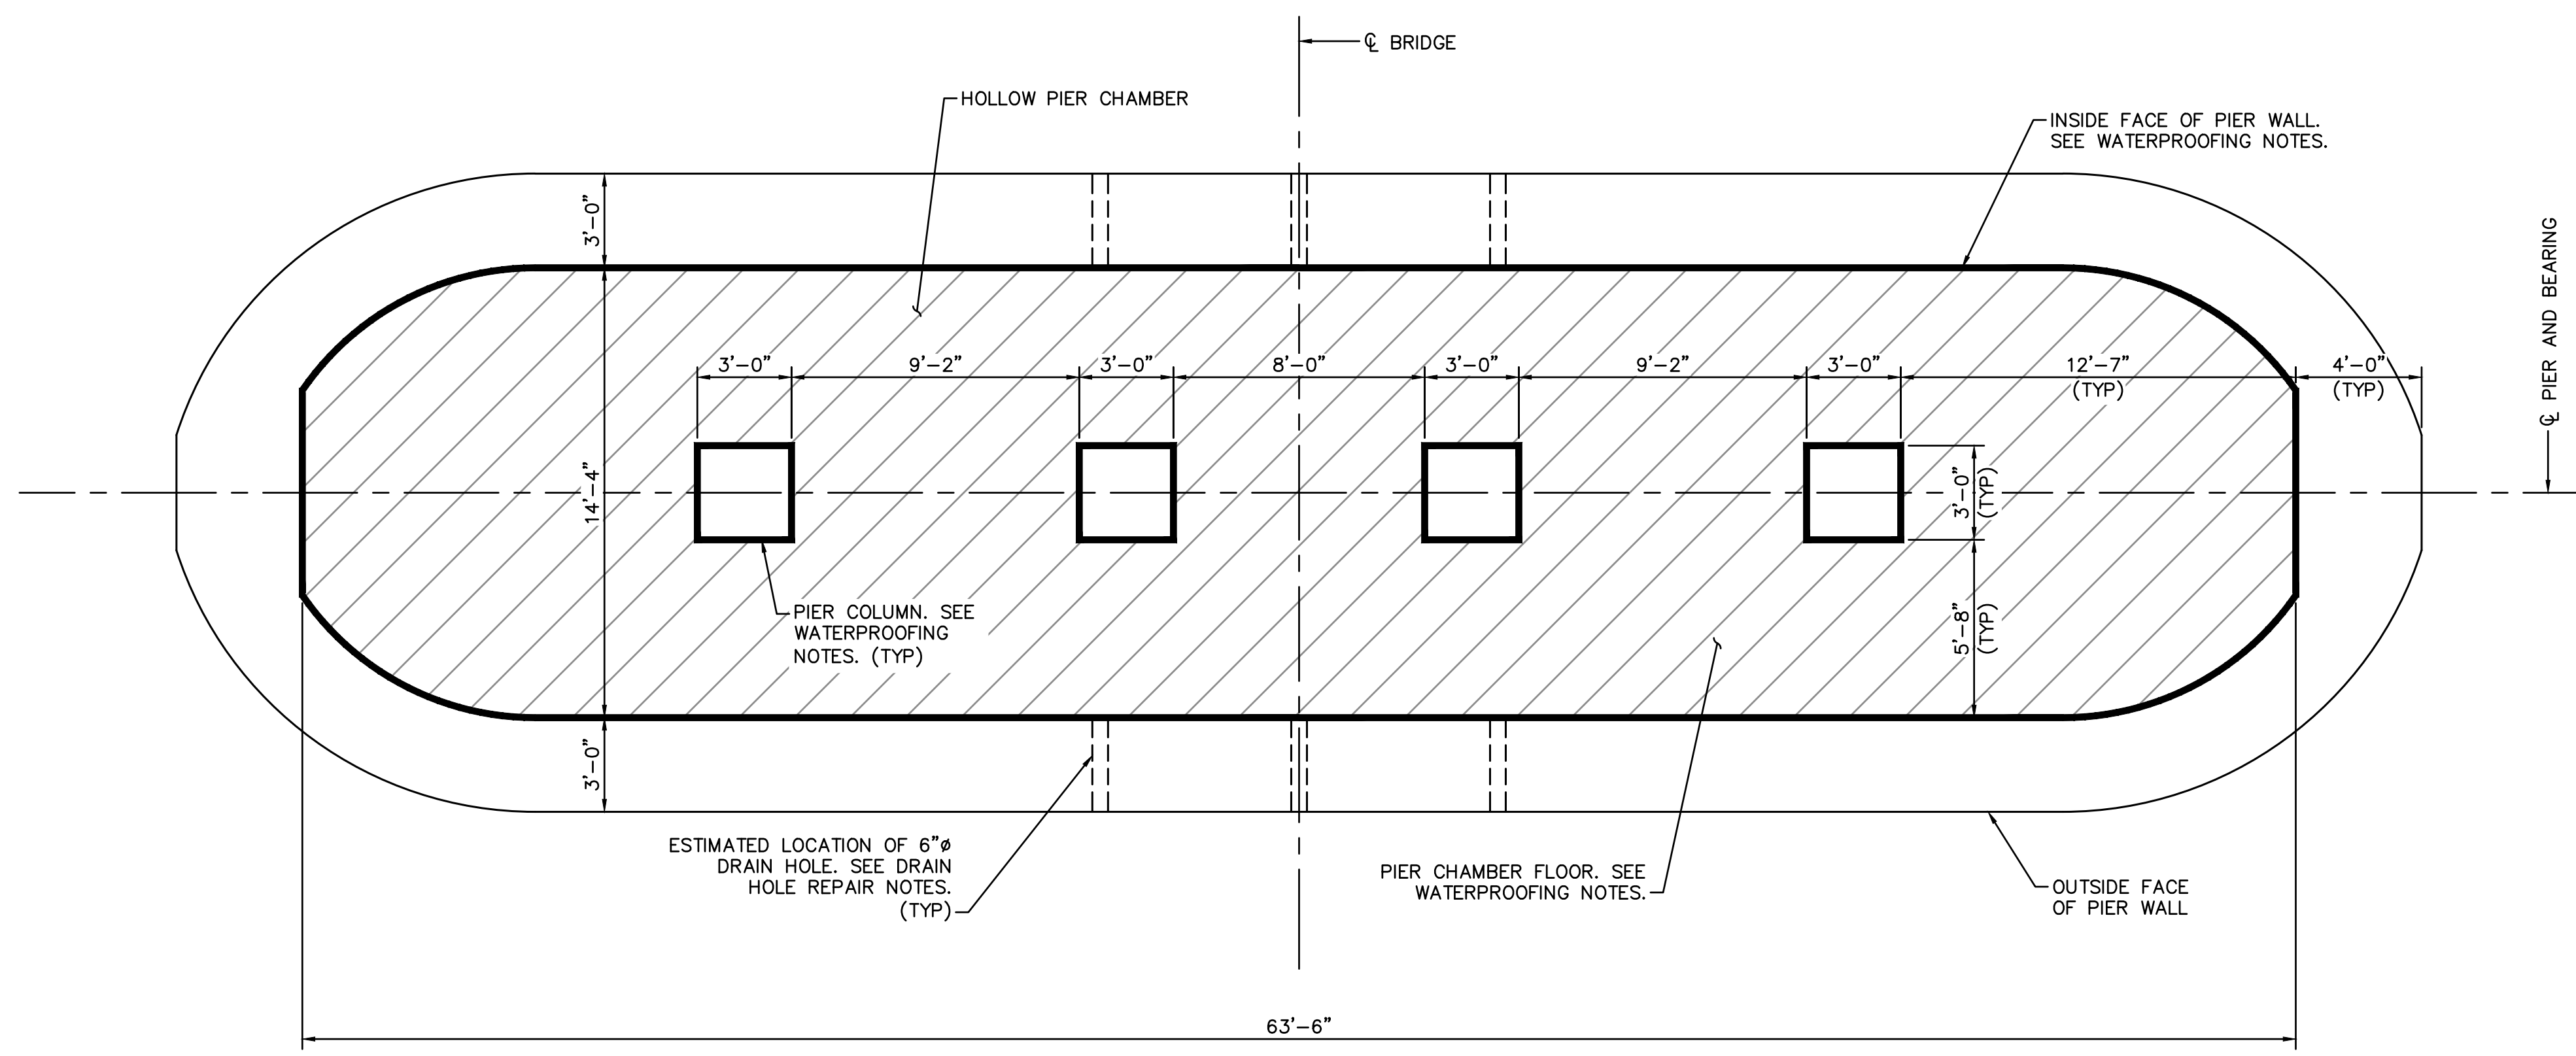 ℄ BRIDGE
HOLLOW PIER CHAMBER
INSIDE FACE OF PIER WALL.
SEE WATERPROOFING NOTES.
3'-0"
℄ PIER AND BEARING
3'-0"
9'-2"
3'-0"
8'-0"
3'-0"
9'-2"
3'-0"
12'-7"
(TYP)
4'-0"
(TYP)
14'-4"
3'-0"
(TYP)
PIER COLUMN. SEE
WATERPROOFING
NOTES. (TYP)
5'-8"
(TYP)
3'-0"
ESTIMATED LOCATION OF 6"ø
DRAIN HOLE. SEE DRAIN
HOLE REPAIR NOTES.
(TYP)
PIER CHAMBER FLOOR. SEE
WATERPROOFING NOTES.
OUTSIDE FACE
OF PIER WALL
63'-6"